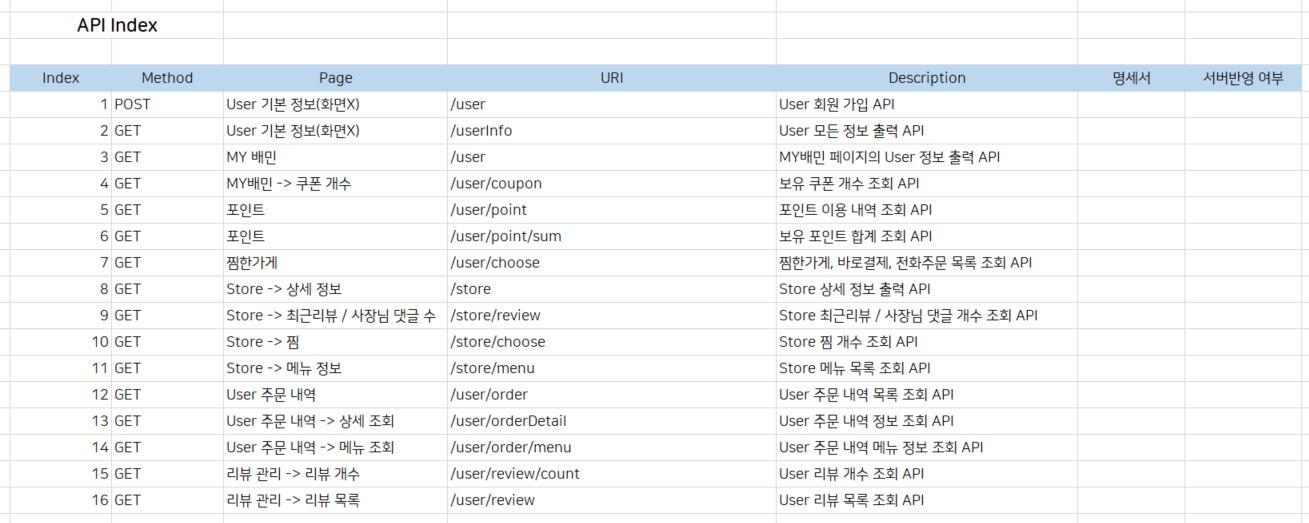 API Index
Index Method Page URI Description 명세서 서버반영 여부
1 POST User 기본 정보(화면X) /user User 회원 가입 API
2 GET User 기본 정보(화면X) /userInfo User 모든 정보 출력 API
3 GET MY 배민 /user MY배민 페이지의 User 정보 출력 API
4 GET MY배민 -> 쿠폰 개수 /user/coupon 보유 쿠폰 개수 조회 API
5 GET 포인트 /user/point 포인트 이용 내역 조회 API
6 GET 포인트 /user/point/sum 보유 포인트 합계 조회 API
7 GET 찜한가게 /user/choose 찜한가게, 바로결제, 전화주문 목록 조회 API
8 GET Store -> 상세 정보 /store Store 상세 정보 출력 API
9 GET Store -> 최근리뷰 / 사장님 댓글 수 /store/review Store 최근리뷰 / 사장님 댓글 개수 조회 API
10 GET Store -> 찜 /store/choose Store 찜 개수 조회 API
11 GET Store -> 메뉴 정보 /store/menu Store 메뉴 목록 조회 API
12 GET User 주문 내역 /user/order User 주문 내역 목록 조회 API
13 GET User 주문 내역 -> 상세 조회 /user/orderDetail User 주문 내역 정보 조회 API
14 GET User 주문 내역 -> 메뉴 조회 /user/order/menu User 주문 내역 메뉴 정보 조회 API
15 GET 리뷰 관리 -> 리뷰 개수 /user/review/count User 리뷰 개수 조회 API
16 GET 리뷰 관리 -> 리뷰 목록 /user/review User 리뷰 목록 조회 API